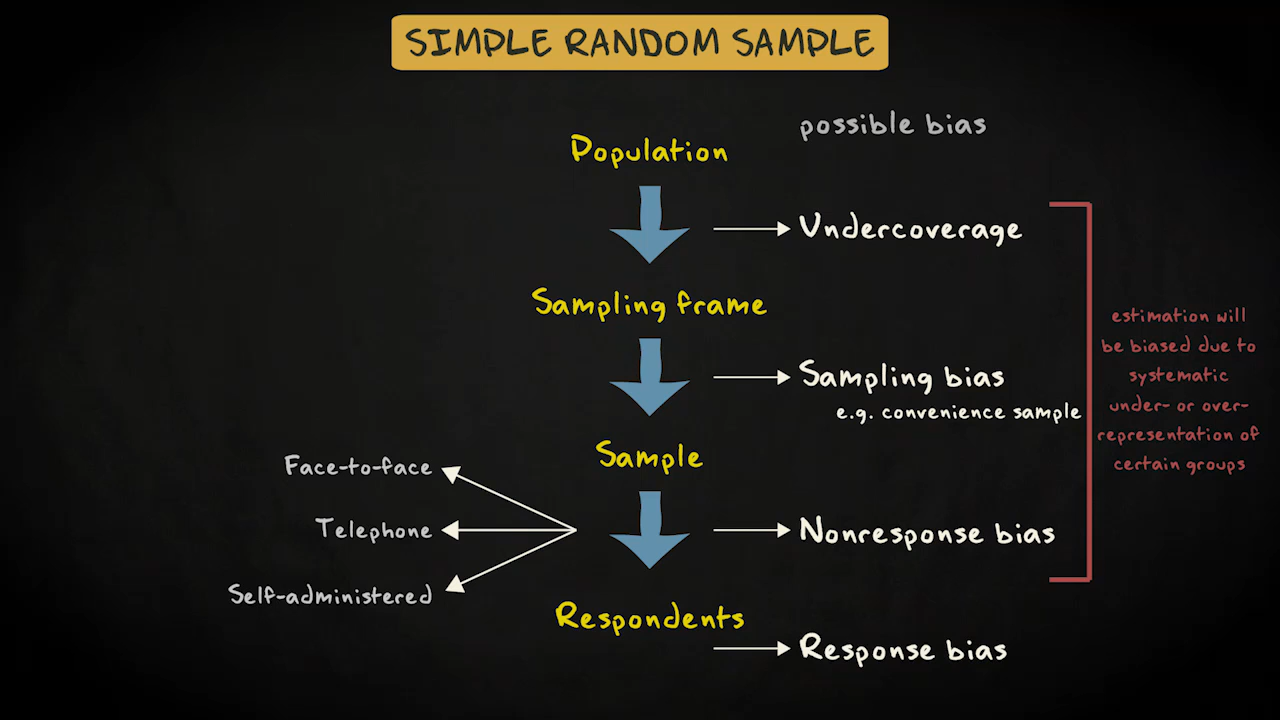 SIMPLE RANDOM SAMPLE
possible bias
Population
Undercoverage
Sampling frame
estimation will
be biased due to
systematic
under- or over-
representation of
certain groups
Sampling bias
e.g. convenience sample
Sample
Face-to-face
Telephone
Self-administered
Nonresponse bias
Respondents
Response bias